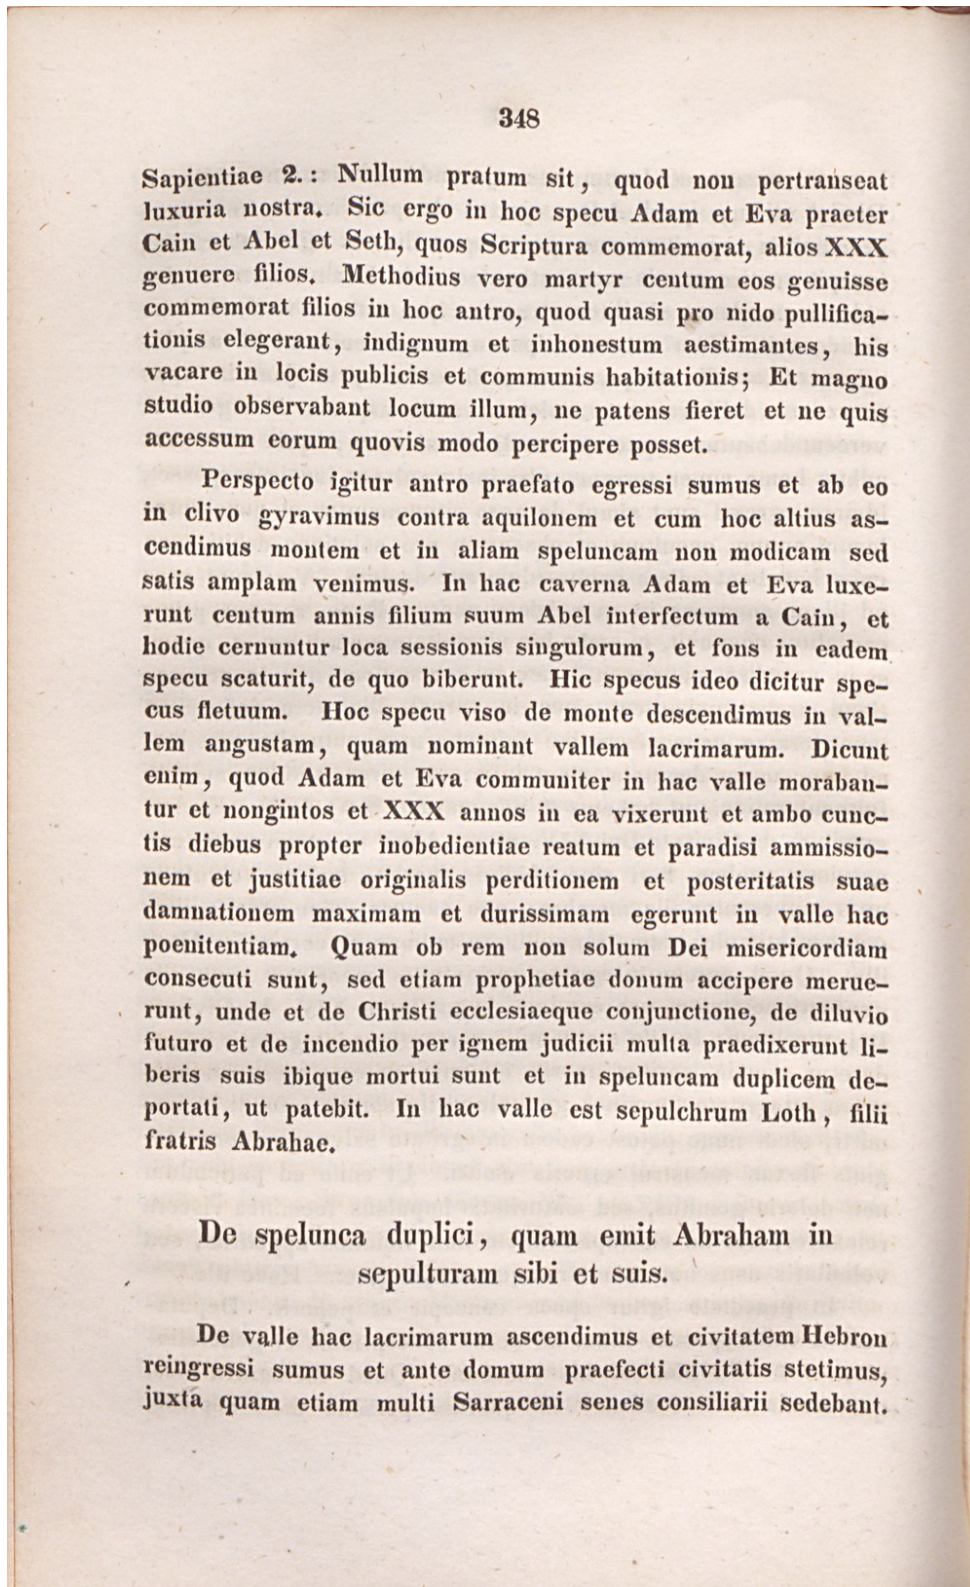 348
Sapientiae 2. : Nullum pratum sit, quod non pertranseat
luxuria nostra. Sic ergo in hoc specu Adam et Eva praeter
Cain et Abel et Seth, quos Scriptura commemorat, alios XXX
genuere filios. Methodius vero martyr centum eos genuisse
commemorat filios in hoc antro, quod quasi pro nido pullifica-
tionis elegerant, indignum et inhonestum aestimantes, his
vacare in locis publicis et communis habitationis; Et magno
studio observabant locum illum, ne patens fieret et ne quis
accessum eorum quovis modo percipere posset.
Perspecto igitur antro praefato egressi sumus et ab eo
in clivo gyravimus contra aquilonem et cum hoc altius as-
cendimus montem et in aliam speluncam non modicam sed
satis amplam venimus. In hac caverna Adam et Eva luxe-
runt centum annis filium suum Abel interfectum a Cain, et
hodie cernuntur loca sessionis singulorum, et fons in eadem
specu scaturit, de quo biberunt. Hic specus ideo dicitur spe-
cus fletuum. Hoc specu viso de monte descendimus in val-
lem angustam, quam nominant vallem lacrimarum. Dicunt
enim, quod Adam et Eva communiter in hac valle moraban-
tur et nongintos et XXX annos in ea vixerunt et ambo cunc-
tis diebus propter inobedientiae reatum et paradisi ammissio-
nem et justitiae originalis perditionem et posteritatis suae
damnationem maximam et durissimam egerunt in valle hac
poenitentiam. Quam ob rem non solum Dei misericordiam
consecuti sunt, sed etiam prophetiae donum accipere merue-
runt, unde et de Christi ecclesiaeque conjunctione, de diluvio
futuro et de incendio per ignem judicii multa praedixerunt li-
beris suis ibique mortui sunt et in speluncam duplicem de-
portati, ut patebit. In hac valle est sepulchrum Loth, filii
fratris Abrahae.
De spelunca duplici, quam emit Abraham in
sepulturam sibi et suis.
De valle hac lacrimarum ascendimus et civitatem Hebron
reingressi sumus et ante domum praefecti civitatis stetimus,
juxta quam etiam multi Sarraceni senes consiliarii sedebant.